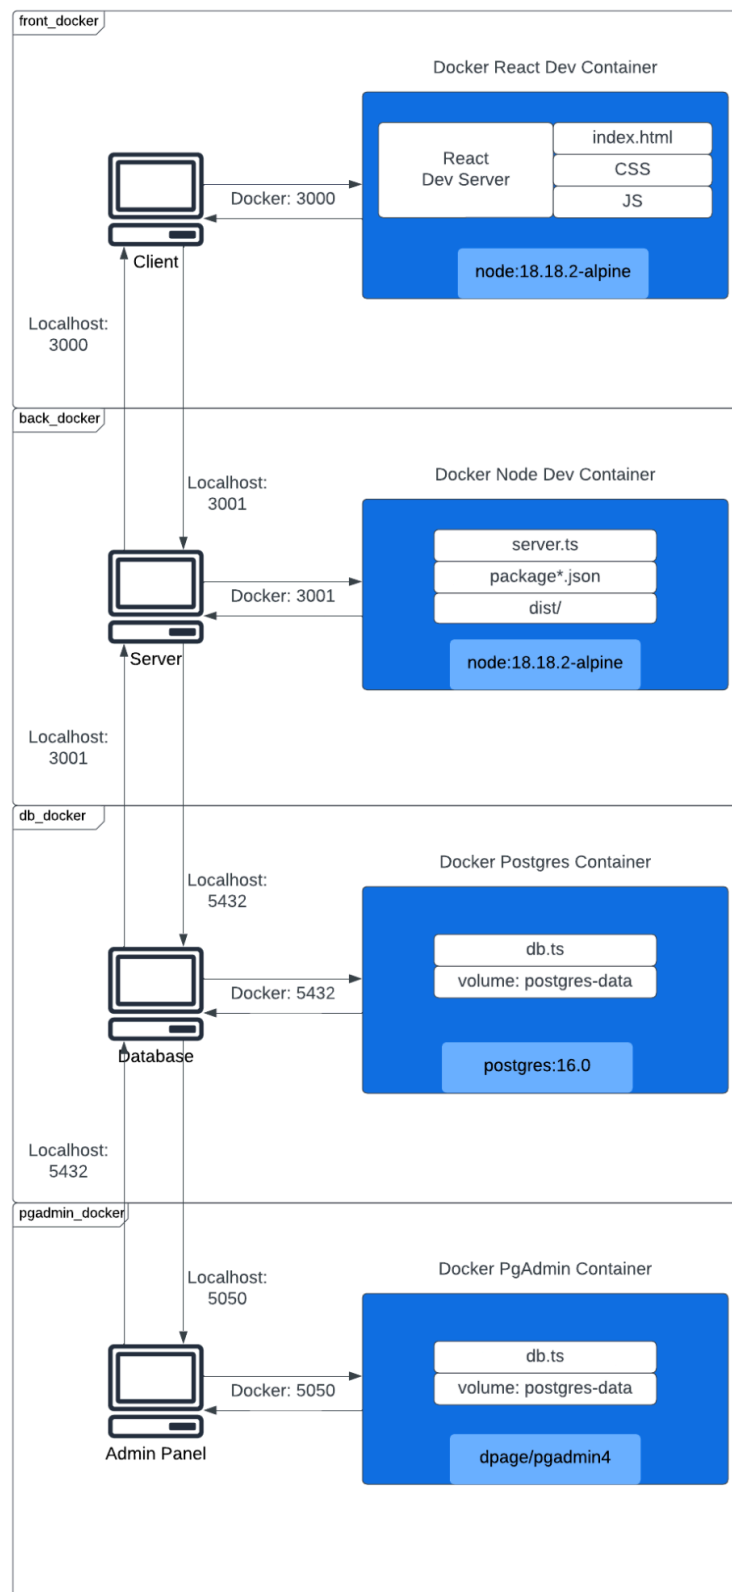 front_docker
Docker React Dev Container
React
Dev Server
index.html
CSS
JS
Docker: 3000
node:18.18.2-alpine
Client
Localhost:
3000
back_docker
Localhost:
3001
Docker Node Dev Container
server.ts
package*.json
dist/
Docker: 3001
node:18.18.2-alpine
Server
Localhost:
3001
db_docker
Docker Postgres Container
Localhost:
5432
db.ts
volume: postgres-data
Docker: 5432
postgres:16.0
Database
Localhost:
5432
pgadmin_docker
Docker PgAdmin Container
Localhost:
5050
db.ts
volume: postgres-data
Docker: 5050
dpage/pgadmin4
Admin Panel